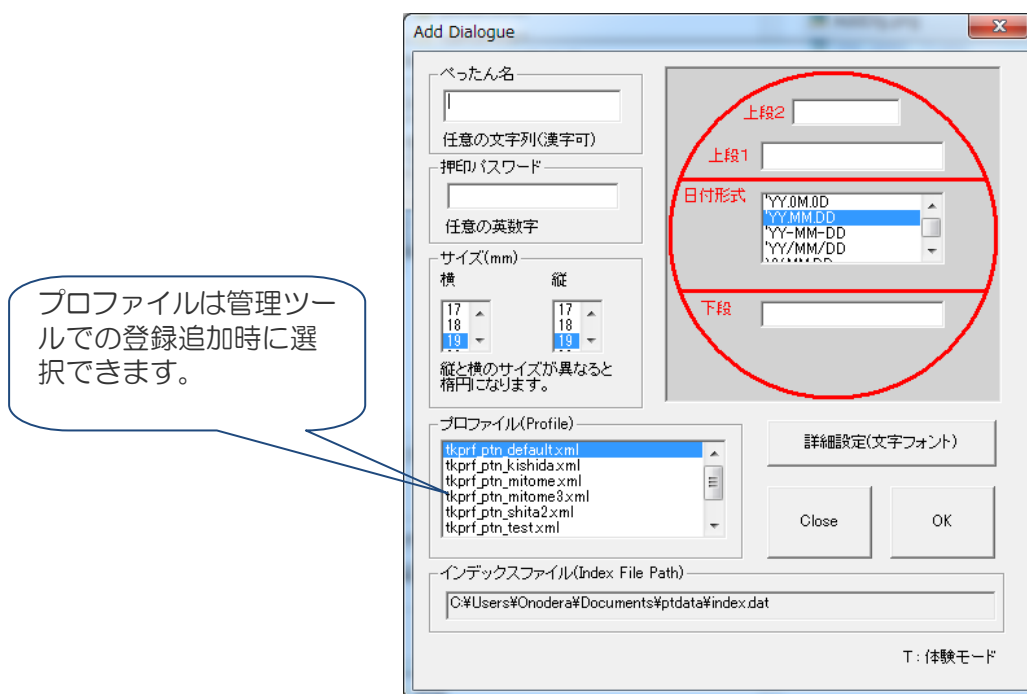 Add Dialogue
ぺったん名
任意の文字列(漢字可)
押印パスワード
任意の英数字
サイズ(mm)
横 縦
17 17
18 18
19 19
縦と横のサイズが異なると
楕円になります。
上段2
上段1
日付形式
'YY.0M.0D
'YY.MM.DD
'YY-MM-DD
'YY/MM/DD
下段
プロファイルは管理ツー
ルでの登録追加時に選
択できます。
プロファイル(Profile)
tkprf_ptn_default.xml
tkprf_ptn_kishida.xml
tkprf_ptn_mitome.xml
tkprf_ptn_mitome3.xml
tkprf_ptn_shita2.xml
tkprf_ptn_test.xml
詳細設定(文字フォント)
Close OK
インデックスファイル(Index File Path)
C:¥Users¥Onodera¥Documents¥ptdata¥index.dat
T:体験モード